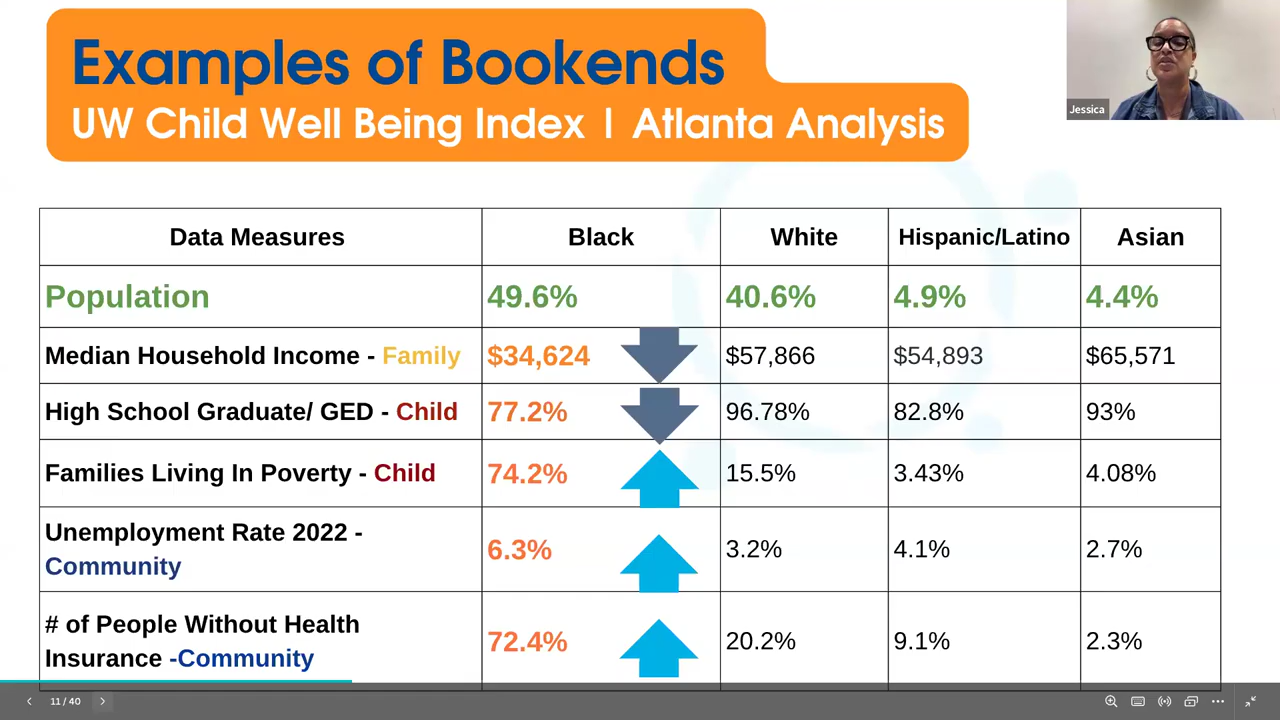 Examples of Bookends
UW Child Well Being Index | Atlanta Analysis
Jessica
Data Measures Black White Hispanic/Latino Asian
Population 49.6% 40.6% 4.9% 4.4%
Median Household Income - Family $34,624 $57,866 $54,893 $65,571
High School Graduate/ GED - Child 77.2% 96.78% 82.8% 93%
Families Living In Poverty - Child 74.2% 15.5% 3.43% 4.08%
Unemployment Rate 2022 -
Community 6.3% 3.2% 4.1% 2.7%
# of People Without Health
Insurance -Community 72.4% 20.2% 9.1% 2.3%
11 / 40